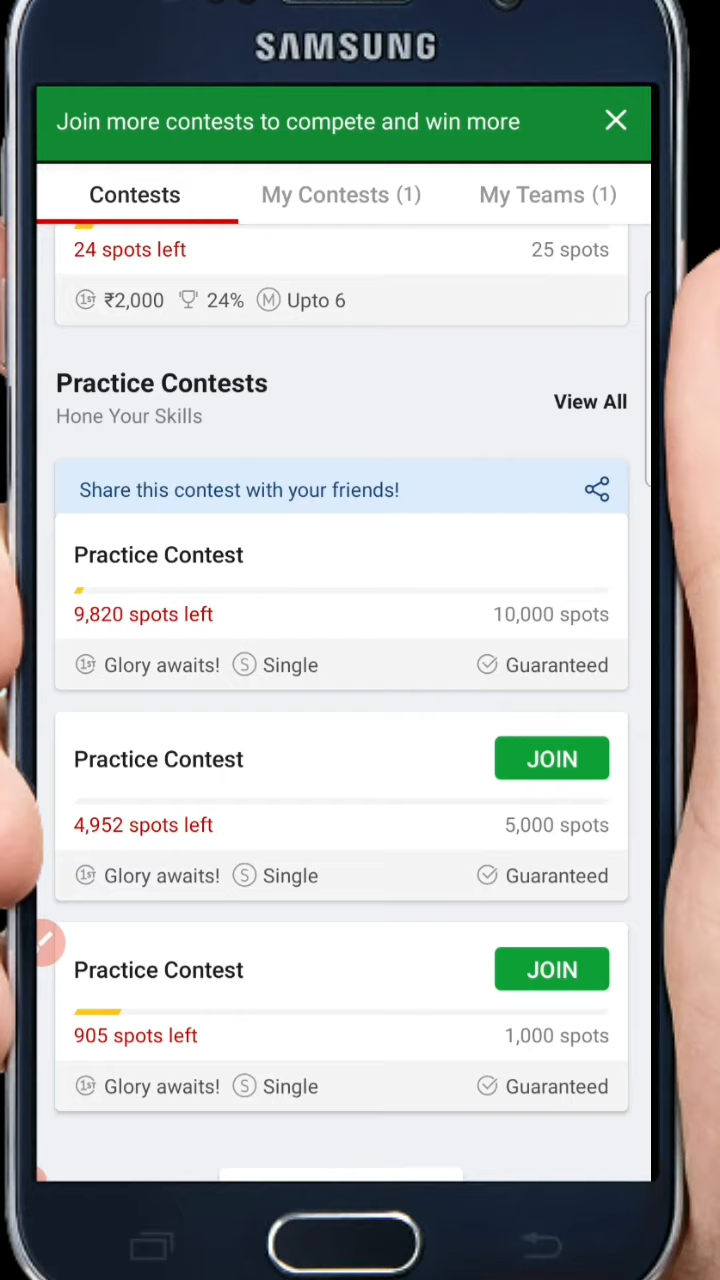 SAMSUNG
Join more contests to compete and win more
Contests My Contests (1) My Teams (1)
24 spots left 25 spots
1ST ₹2,000 24% M Upto 6
Practice Contests
Hone Your Skills
View All
Share this contest with your friends!
Practice Contest
9,820 spots left 10,000 spots
1ST Glory awaits! S Single Guaranteed
Practice Contest JOIN
4,952 spots left 5,000 spots
1ST Glory awaits! S Single Guaranteed
Practice Contest JOIN
905 spots left 1,000 spots
1ST Glory awaits! S Single Guaranteed